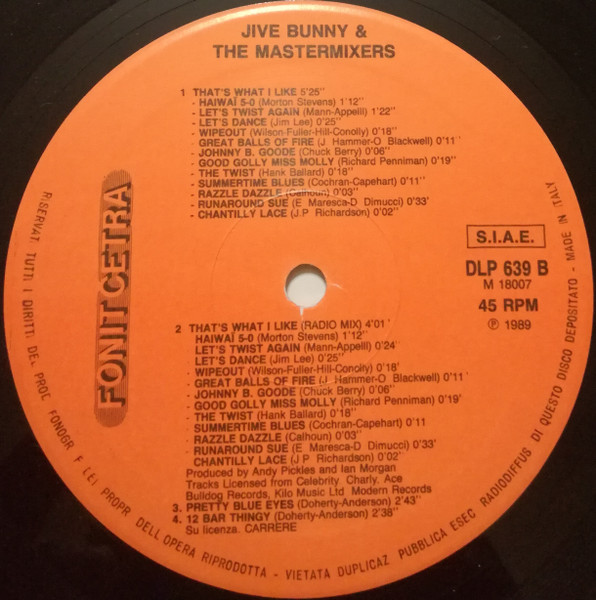 JIVE BUNNY &
THE MASTERMIXERS
1 THAT'S WHAT I LIKE 5'25"
- HAIWAÏ 5-0 (Morton Stevens) 1'12"
- LET'S TWIST AGAIN (Mann-Appelli) 1'22"
- LET'S DANCE (Jim Lee) 0'25"
- WIPEOUT (Wilson-Fuller-Hill-Conolly) 0'18"
GREAT BALLS OF FIRE (J. Hammer-O Blackwell) 0'11"
- JOHNNY B. GOODE (Chuck Berry) 0'06"
- GOOD GOLLY MISS MOLLY (Richard Penniman) 0'19"
- THE TWIST (Hank Ballard) 0'18"
- SUMMERTIME BLUES (Cochran-Capehart) 0'11"
- RAZZLE DAZZLE (Calhoun) 0'03"
- RUNAROUND SUE (E Maresca-D Dimucci) 0'33'
- CHANTILLY LACE (J.P Richardson) 0'02"
FONIT CETRA
S.I.A.E.
DLP 639 B
M 18007
45 RPM
℗ 1989
2 THAT'S WHAT I LIKE (RADIO MIX) 4'01'
HAIWAÏ 5-0 (Morton Stevens) 1'12"
LET'S TWIST AGAIN (Mann-Appelli) 0'24
LET'S DANCE (Jim Lee) 0'25"
- WIPEOUT (Wilson-Fuller-Hill-Conolly) 0'18'
- GREAT BALLS OF FIRE (J Hammer-O Blackwell) 0'11'
- JOHNNY B. GOODE (Chuck Berry) 0'06"
- GOOD GOLLY MISS MOLLY (Richard Penniman) 0'19'
- THE TWIST (Hank Ballard) 0'18"
SUMMERTIME BLUES (Cochran-Capehart) 0'11
- RAZZLE DAZZLE (Calhoun) 0'03"
- RUNAROUND SUE (E Maresca-D Dimucci) 0'33'
CHANTILLY LACE (J.P Richardson) 0'02"
Produced by Andy Pickles and Ian Morgan
Tracks Licensed from Celebrity. Charly. Ace
Bulldog Records, Kilo Music Ltd Modern Records
3. PRETTY BLUE EYES (Doherty-Anderson) 2'43"
4. 12 BAR THINGY (Doherty-Anderson) 2'38"
Su licenza. CARRÈRE
RISERVAT. TUTTI I DIRITTI DEL PROD FONOGR E LEI PROPR DELL'OPERA RIPRODOTTA - VIETATA DUPLICAZ PUBBLICA ESEC RADIODIFFUS DI QUESTO DISCO DEPOSITATO - MADE IN ITALY